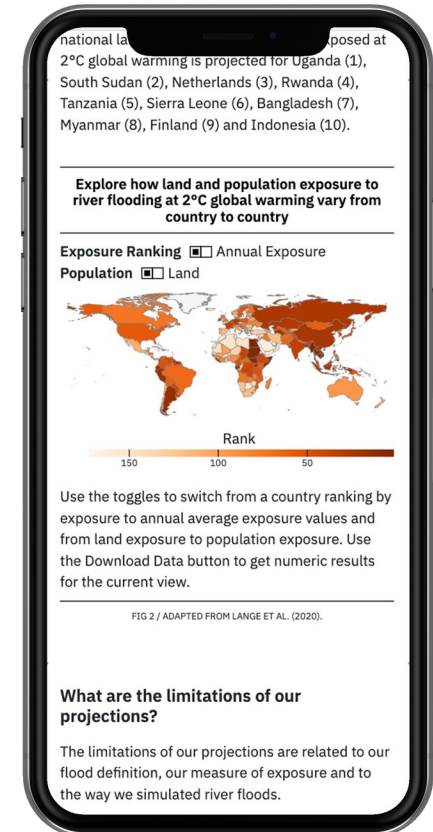 national la xposed at
2°C global warming is projected for Uganda (1),
South Sudan (2), Netherlands (3), Rwanda (4),
Tanzania (5), Sierra Leone (6), Bangladesh (7),
Myanmar (8), Finland (9) and Indonesia (10).
Explore how land and population exposure to
river flooding at 2°C global warming vary from
country to country
Exposure Ranking Annual Exposure
Population Land
Rank
150 100 50
Use the toggles to switch from a country ranking by
exposure to annual average exposure values and
from land exposure to population exposure. Use
the Download Data button to get numeric results
for the current view.
FIG 2 / ADAPTED FROM LANGE ET AL. (2020).
What are the limitations of our
projections?
The limitations of our projections are related to our
flood definition, our measure of exposure and to
the way we simulated river floods.